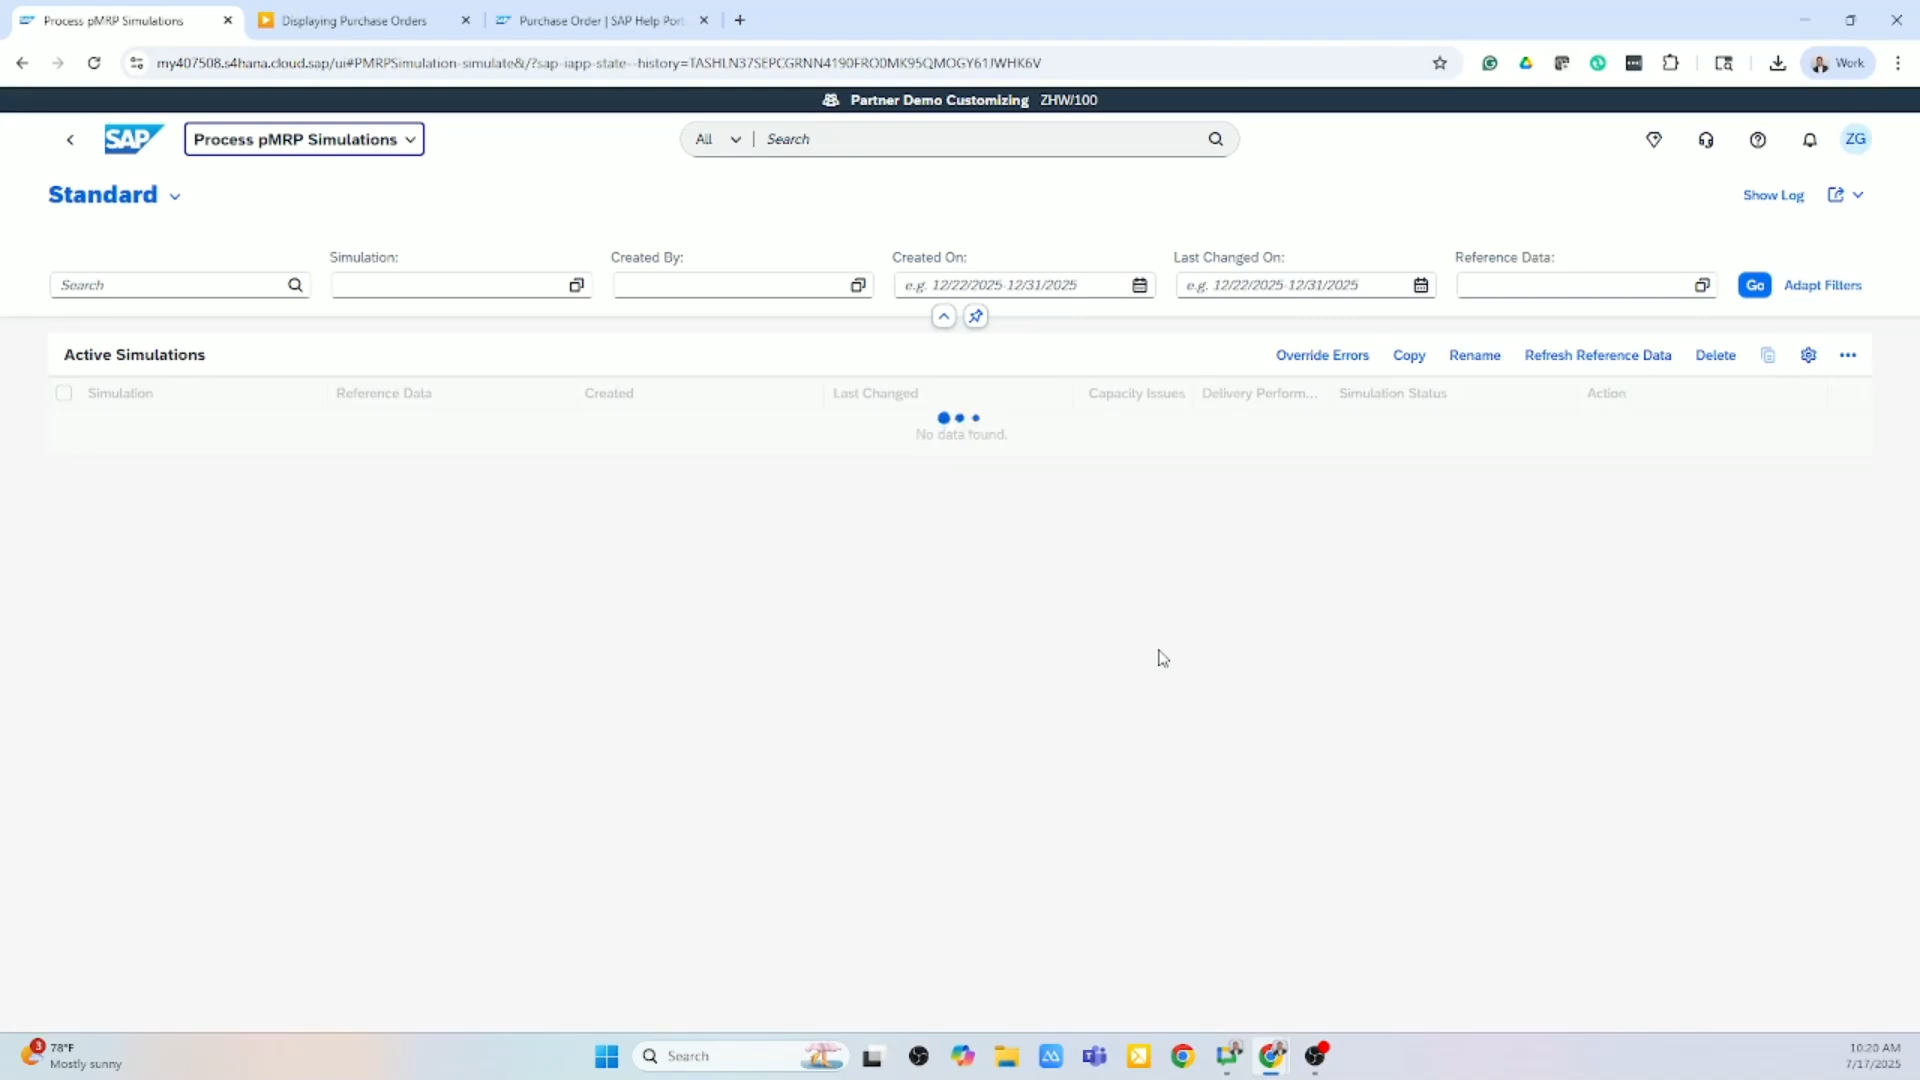 Process pMRP Simulations
Displaying Purchase Orders
Purchase Order | SAP Help Port
my407508.s4hana.cloud.sap/ui#PMRPSimulation-simulate&/?sap-iapp-state--history=TASHLN37SEPCGRNN4190FRO0MK95QMOGY61JWHK6V
Work
Partner Demo Customizing ZHW/100
SAP
Process pMRP Simulations
All
Search
ZG
Standard
Show Log
Simulation:
Created By:
Created On:
Last Changed On:
Reference Data:
Search
e.g. 12/22/2025-12/31/2025
e.g. 12/22/2025-12/31/2025
Go
Adapt Filters
Active Simulations
Override Errors
Copy
Rename
Refresh Reference Data
Delete
Simulation
Reference Data
Created
Last Changed
Capacity Issues
Delivery Perform...
Simulation Status
Action
No data found.
3
78°F
Mostly sunny
Search
10:20 AM
7/17/2025